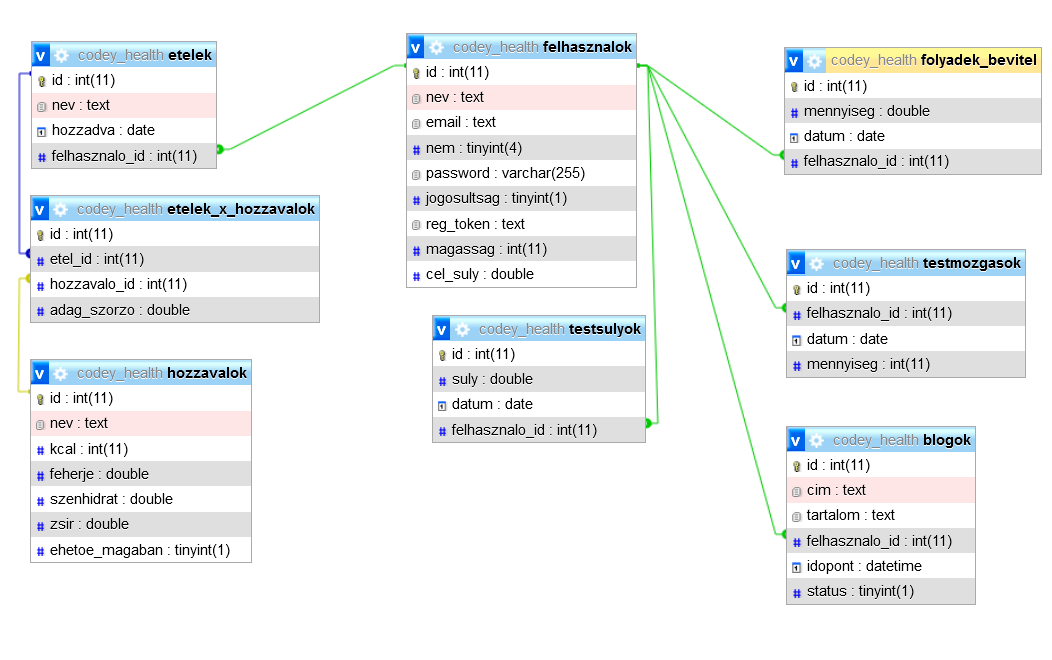 v codey_health etelek
id : int(11)
nev : text
hozzadva : date
felhasznalo_id : int(11)
v codey_health etelek_x_hozzavalok
id : int(11)
etel_id : int(11)
hozzavalo_id : int(11)
adag_szorzo : double
v codey_health hozzavalok
id : int(11)
nev : text
kcal : int(11)
feherje : double
szenhidrat : double
zsir : double
ehetoe_magaban : tinyint(1)
v codey_health felhasznalok
id : int(11)
nev : text
email : text
nem : tinyint(4)
password : varchar(255)
jogosultsag : tinyint(1)
reg_token : text
magassag : int(11)
cel_suly : double
v codey_health testsulyok
id : int(11)
suly : double
datum : date
felhasznalo_id : int(11)
v codey_health folyadek_bevitel
id : int(11)
mennyiseg : double
datum : date
felhasznalo_id : int(11)
v codey_health testmozgasok
id : int(11)
felhasznalo_id : int(11)
datum : date
mennyiseg : int(11)
v codey_health blogok
id : int(11)
cim : text
tartalom : text
felhasznalo_id : int(11)
idopont : datetime
status : tinyint(1)